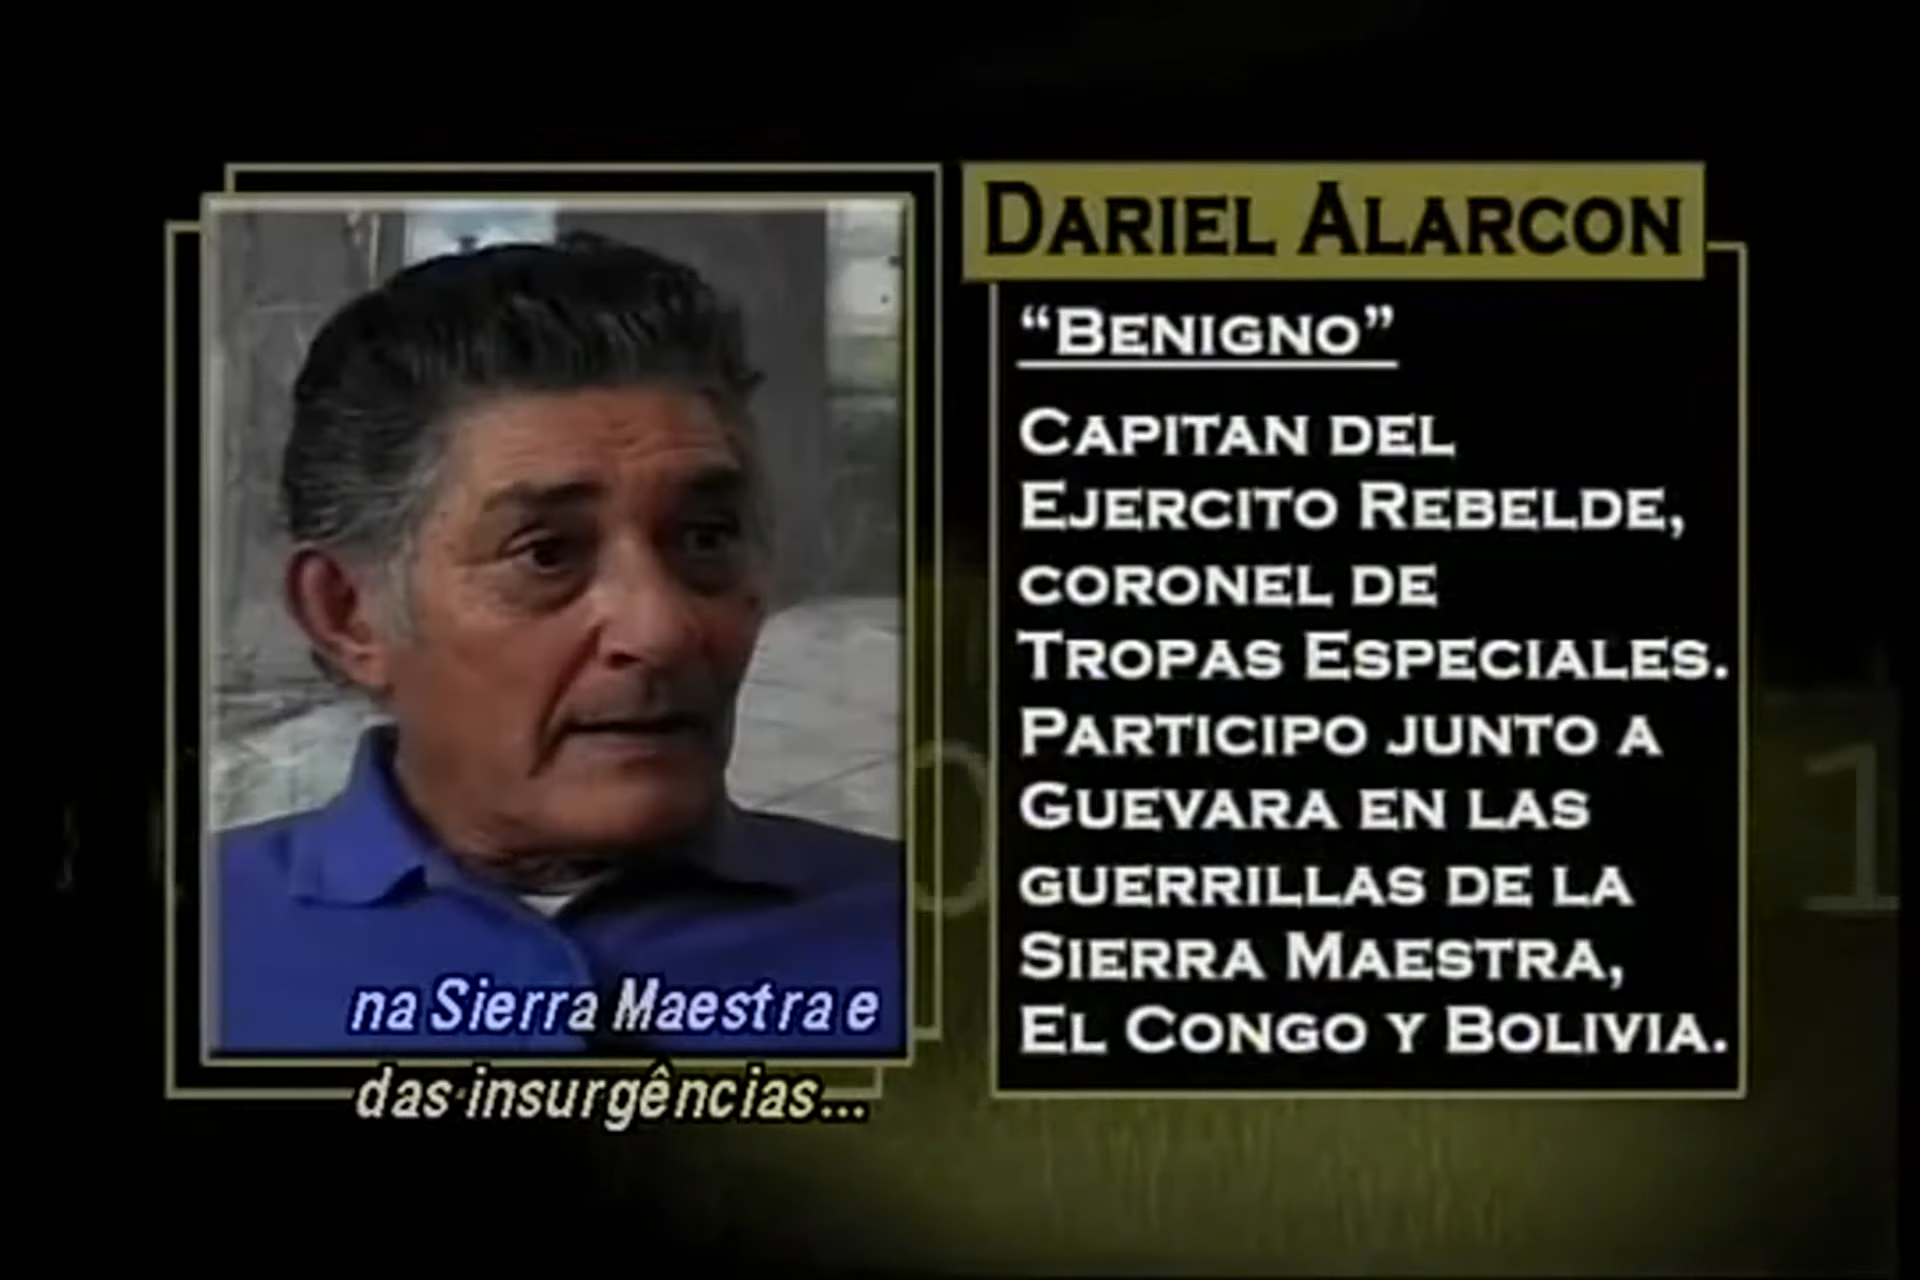 DARIEL ALARCON
“BENIGNO”
CAPITAN DEL
EJERCITO REBELDE,
CORONEL DE
TROPAS ESPECIALES.
PARTICIPO JUNTO A
GUEVARA EN LAS
GUERRILLAS DE LA
SIERRA MAESTRA,
EL CONGO Y BOLIVIA.
na Sierra Maestra e
das insurgências...